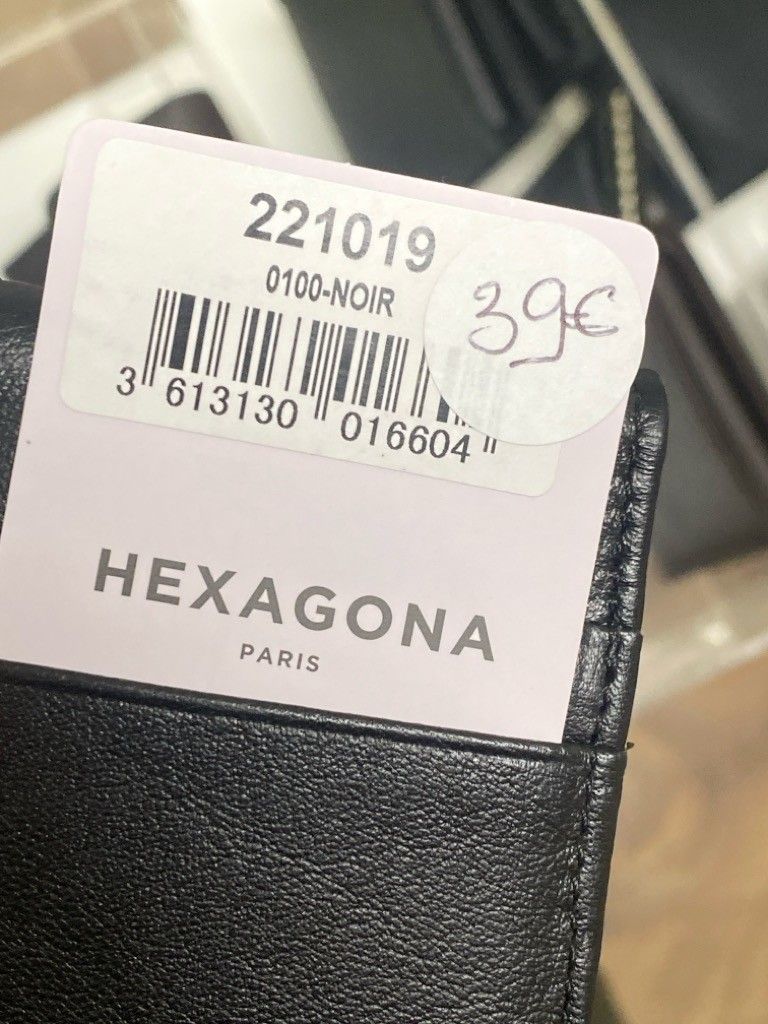 221019
0100-NOIR
39€
3 613130 016604
HEXAGONA
PARIS